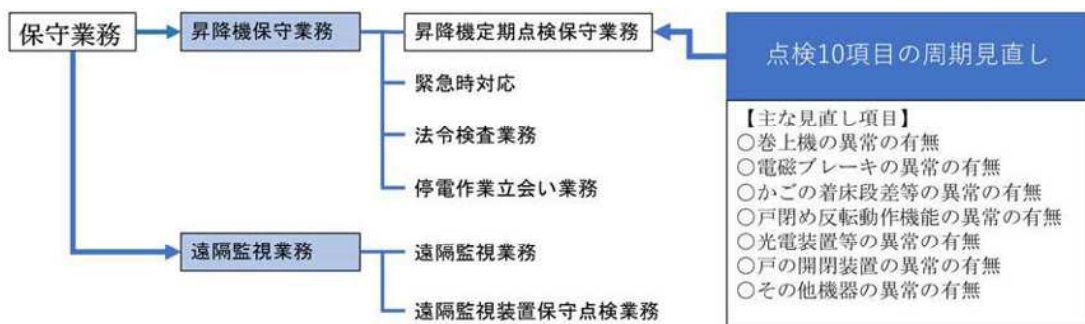 保守業務
昇降機保守業務
昇降機定期点検保守業務
緊急時対応
法令検査業務
停電作業立会い業務
遠隔監視業務
遠隔監視業務
遠隔監視装置保守点検業務
点検10項目の周期見直し
【主な見直し項目】
○巻上機の異常の有無
○電磁ブレーキの異常の有無
○かごの着床段差等の異常の有無
○戸閉め反転動作機能の異常の有無
○光電装置等の異常の有無
○戸の開閉装置の異常の有無
○その他機器の異常の有無